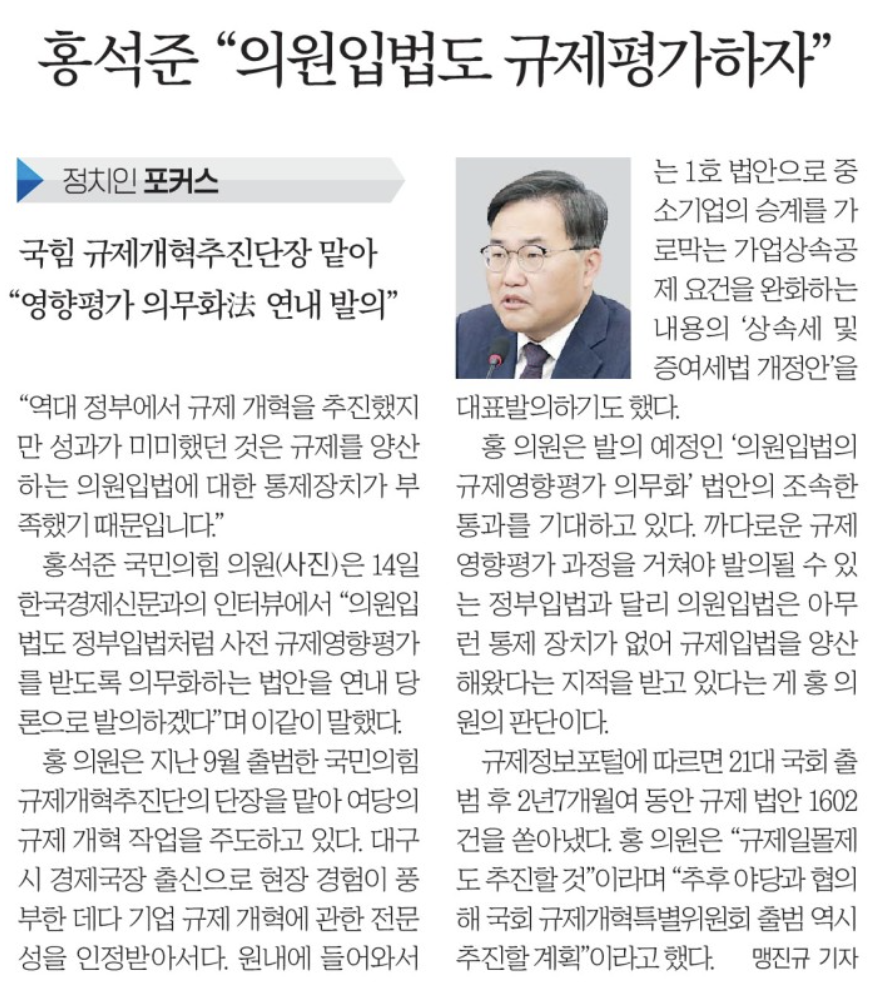 홍석준 “의원입법도 규제평가하자”
정치인 포커스
국힘 규제개혁추진단장 맡아
“영향평가 의무화法 연내 발의”
“역대 정부에서 규제 개혁을 추진했지
만 성과가 미미했던 것은 규제를 양산
하는 의원입법에 대한 통제장치가 부
족했기 때문입니다.”
홍석준 국민의힘 의원(사진)은 14일
한국경제신문과의 인터뷰에서 “의원입
법도 정부입법처럼 사전 규제영향평가
를 받도록 의무화하는 법안을 연내 당
론으로 발의하겠다”며 이같이 말했다.
홍 의원은 지난 9월 출범한 국민의힘
규제개혁추진단의 단장을 맡아 여당의
규제 개혁 작업을 주도하고 있다. 대구
시 경제국장 출신으로 현장 경험이 풍
부한 데다 기업 규제 개혁에 관한 전문
성을 인정받아서다. 원내에 들어와서
는 1호 법안으로 중
소기업의 승계를 가
로막는 가업상속공
제 요건을 완화하는
내용의 ‘상속세 및
증여세법 개정안’을
대표발의하기도 했다.
홍 의원은 발의 예정인 ‘의원입법의
규제영향평가 의무화’ 법안의 조속한
통과를 기대하고 있다. 까다로운 규제
영향평가 과정을 거쳐야 발의될 수 있
는 정부입법과 달리 의원입법은 아무
런 통제 장치가 없어 규제입법을 양산
해왔다는 지적을 받고 있다는 게 홍 의
원의 판단이다.
규제정보포털에 따르면 21대 국회 출
범 후 2년7개월여 동안 규제 법안 1602
건을 쏟아냈다. 홍 의원은 “규제일몰제
도 추진할 것”이라며 “추후 야당과 협의
해 국회 규제개혁특별위원회 출범 역시
추진할 계획”이라고 했다. 맹진규 기자